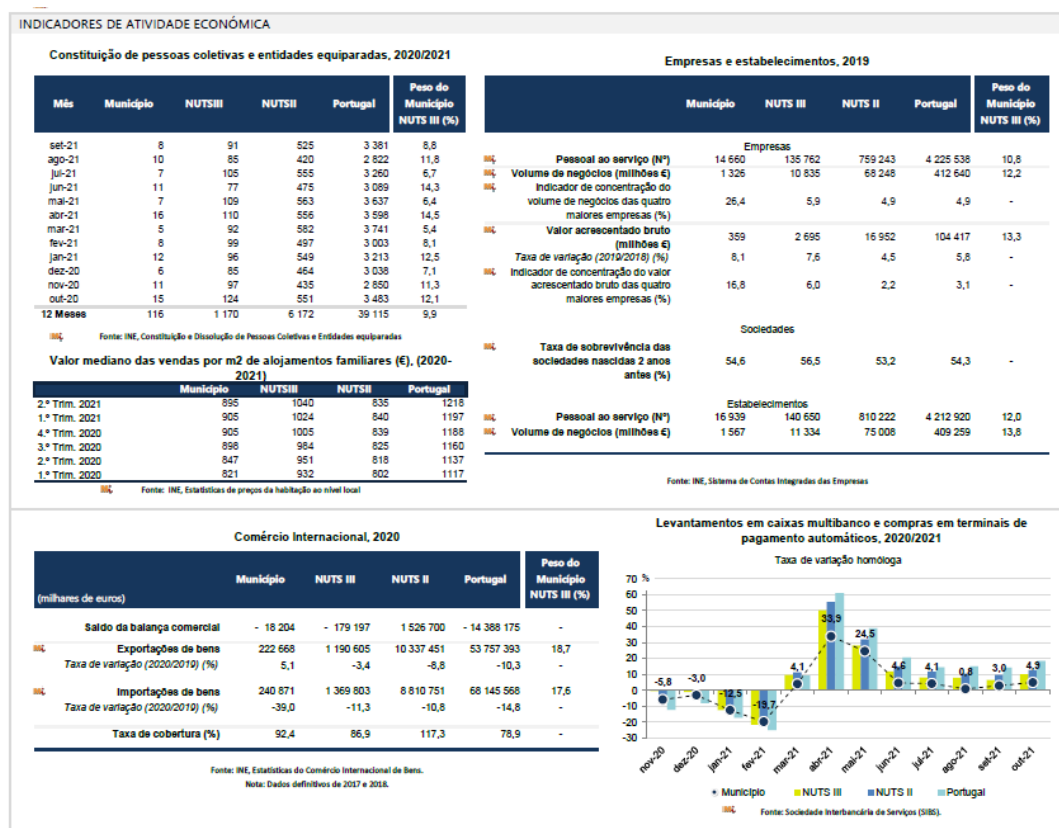 INDICADORES DE ATIVIDADE ECONÓMICA
Constituição de pessoas coletivas e entidades equiparadas, 2020/2021
Mês Município NUTSIII NUTSII Portugal Peso do Município NUTS III (%)
set-21 8 91 525 3 381 8,8
ago-21 10 85 420 2 822 11,8
jul-21 7 105 555 3 260 6,7
jun-21 11 77 475 3 089 14,3
mai-21 7 109 563 3 637 6,4
abr-21 16 110 556 3 598 14,5
mar-21 5 92 582 3 741 5,4
fev-21 8 99 497 3 003 8,1
jan-21 12 96 549 3 213 12,5
dez-20 6 85 464 3 038 7,1
nov-20 11 97 435 2 850 11,3
out-20 15 124 551 3 483 12,1
12 Meses 116 1 170 6 172 39 115 9,9
Fonte: INE, Constituição e Dissolução de Pessoas Coletivas e Entidades equiparadas
Valor mediano das vendas por m2 de alojamentos familiares (€), (2020-
2021)
Município NUTSIII NUTSII Portugal
2.º Trim. 2021 895 1040 835 1218
1.º Trim. 2021 905 1024 840 1197
4.º Trim. 2020 905 1005 839 1188
3.º Trim. 2020 898 984 825 1160
2.º Trim. 2020 847 951 818 1137
1.º Trim. 2020 821 932 802 1117
Fonte: INE, Estatísticas de preços da habitação ao nível local
Empresas e estabelecimentos, 2019
Município NUTS III NUTS II Portugal Peso do Município NUTS III (%)
Empresas
Pessoal ao serviço (Nº) 14 660 135 762 759 243 4 225 538 10,8
Volume de negócios (milhões €) 1 326 10 835 68 248 412 640 12,2
Indicador de concentração do
volume de negócios das quatro 26,4 5,9 4,9 4,9 -
maiores empresas (%)
Valor acrescentado bruto
(milhões €) 359 2 695 16 952 104 417 13,3
Taxa de variação (2019/2018) (%) 8,1 7,6 4,5 5,8 -
Indicador de concentração do valor
acrescentado bruto das quatro 16,8 6,0 2,2 3,1 -
maiores empresas (%)
Sociedades
Taxa de sobrevivência das
sociedades nascidas 2 anos 54,6 56,5 53,2 54,3 -
antes (%)
Estabelecimentos
Pessoal ao serviço (Nº) 16 939 140 650 810 222 4 212 920 12,0
Volume de negócios (milhões €) 1 567 11 334 75 008 409 259 13,8
Fonte: INE, Sistema de Contas Integradas das Empresas
Comércio Internacional, 2020
(milhares de euros) Município NUTS III NUTS II Portugal Peso do Município NUTS III (%)
Saldo da balança comercial - 18 204 - 179 197 1 526 700 - 14 388 175 -
Exportações de bens 222 668 1 190 605 10 337 451 53 757 393 18,7
Taxa de variação (2020/2019) (%) 5,1 -3,4 -8,8 -10,3 -
Importações de bens 240 871 1 369 803 8 810 751 68 145 568 17,6
Taxa de variação (2020/2019) (%) -39,0 -11,3 -10,8 -14,8 -
Taxa de cobertura (%) 92,4 86,9 117,3 78,9 -
Fonte: INE, Estatísticas do Comércio Internacional de Bens.
Nota: Dados definitivos de 2017 e 2018.
Levantamentos em caixas multibanco e compras em terminais de
pagamento automáticos, 2020/2021
Taxa de variação homóloga
%
70
60
50
40
30
20
10
0
-10
-20
-30
-5,8 -3,0 -12,5 -19,7 4,1 33,9 24,5 4,6 4,1 0,8 3,0 4,9
nov-20 dez-20 jan-21 fev-21 mar-21 abr-21 mai-21 jun-21 jul-21 ago-21 set-21 out-21
Município NUTS III NUTS II Portugal
Fonte: Sociedade Interbancária de Serviços (SIBS).